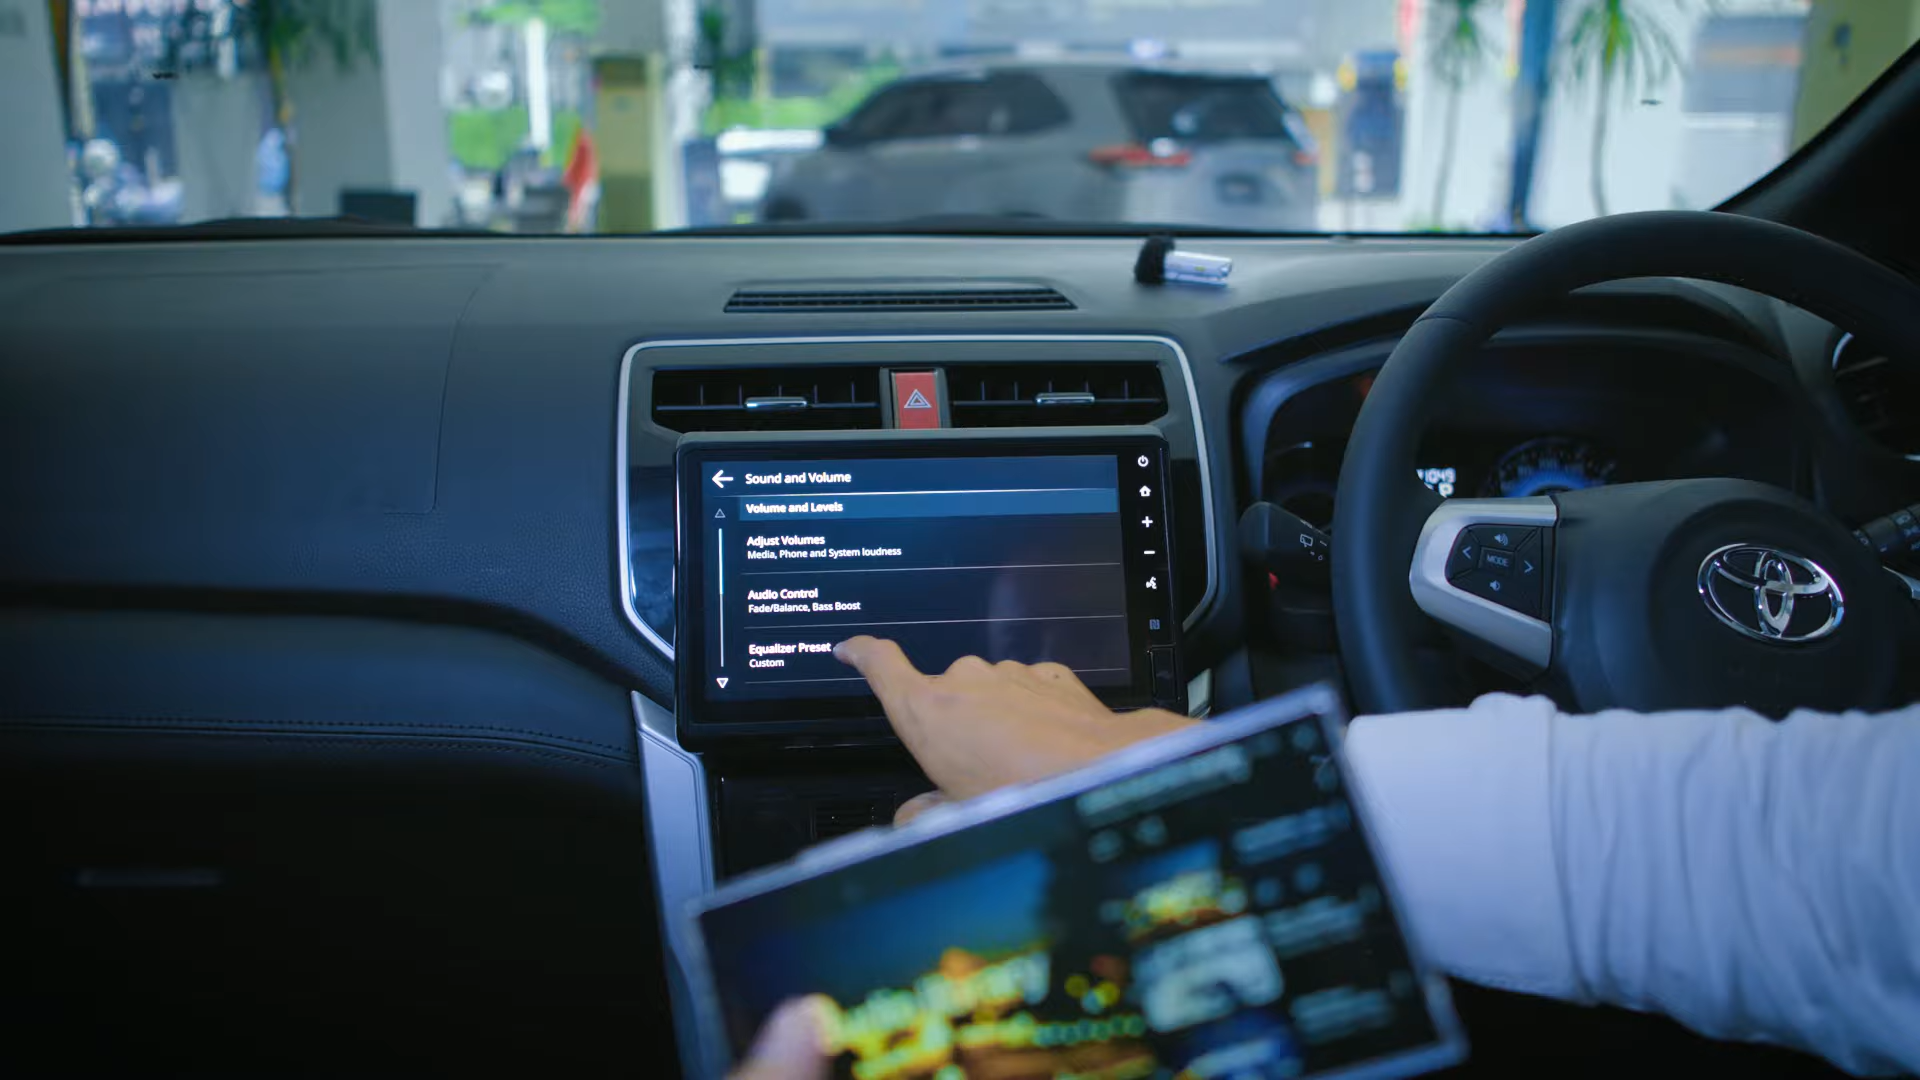 Sound and Volume
Volume and Levels
Adjust Volumes
Media, Phone and System loudness
Audio Control
Fade/Balance, Bass Boost
Equalizer Preset
Custom
MODE